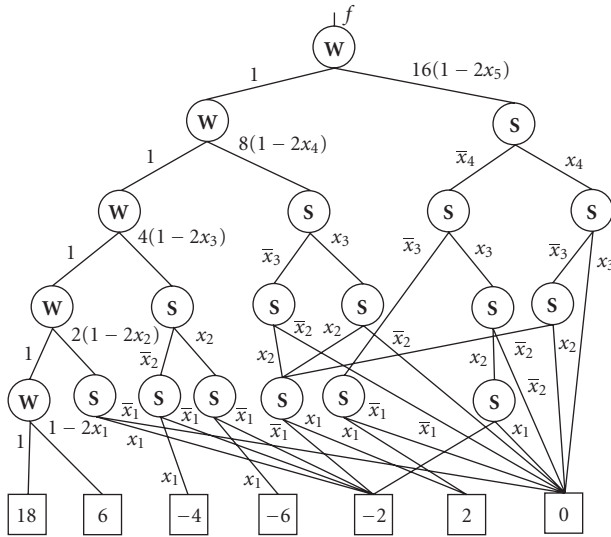 f
W
1 16(1 − 2x₅)
W S
1 8(1 − 2x₄) x̅₄ x₄
W S S S
1 4(1 − 2x₃) x̅₃ x₃ x̅₃ x₃ x̅₃ x₃
W S S S S S
1 2(1 − 2x₂) x̅₂ x₂ x₂ x̅₂ x₂ x̅₂ x₂ x̅₂ x̅₂ x₂
W S S S S S S
1 1 − 2x₁ x̅₁ x₁ x̅₁ x₁ x̅₁ x₁ x̅₁ x₁ x̅₁ x₁ x̅₁ x₁
18 6 −4 −6 −2 2 0